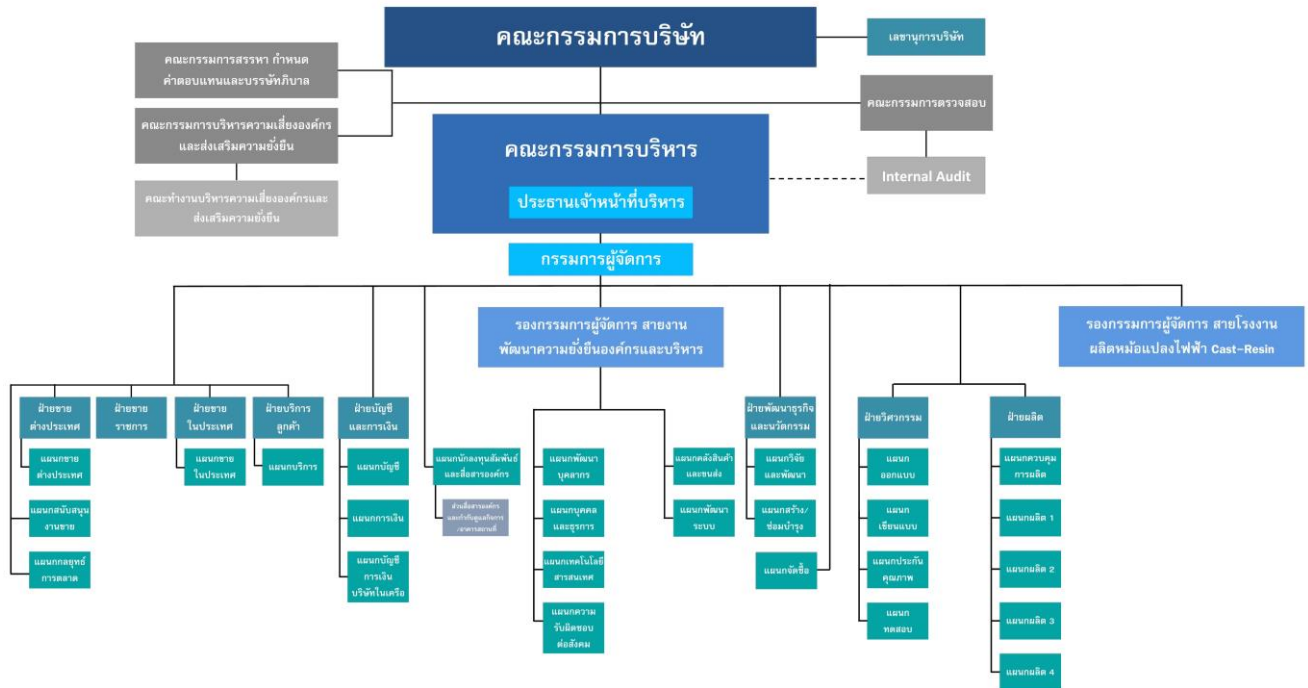 คณะกรรมการบริษัท
เลขานุการบริษัท
คณะกรรมการสรรหา กำหนด
ค่าตอบแทนและบรรษัทภิบาล
คณะกรรมการตรวจสอบ
คณะกรรมการบริหารความเสี่ยงองค์กร
และส่งเสริมความยั่งยืน
คณะกรรมการบริหาร
Internal Audit
คณะทำงานบริหารความเสี่ยงองค์กรและ
ส่งเสริมความยั่งยืน
ประธานเจ้าหน้าที่บริหาร
กรรมการผู้จัดการ
รองกรรมการผู้จัดการ สายงาน
พัฒนาความยั่งยืนองค์กรและบริหาร
รองกรรมการผู้จัดการ สายโรงงาน
ผลิตหม้อแปลงไฟฟ้า Cast-Resin
ฝ่ายขาย
ต่างประเทศ
ฝ่ายขาย
ราชการ
ฝ่ายขาย
ในประเทศ
ฝ่ายบริการ
ลูกค้า
ฝ่ายบัญชี
และการเงิน
ฝ่ายพัฒนาธุรกิจ
และนวัตกรรม
ฝ่ายวิศวกรรม
ฝ่ายผลิต
แผนกขาย
ต่างประเทศ
แผนกสนับสนุน
งานขาย
แผนกกลยุทธ์
การตลาด
แผนกขาย
ในประเทศ
แผนกบริการ
แผนกบัญชี
แผนกการเงิน
แผนกบัญชี
การเงิน
บริษัทในเครือ
แผนกนักลงทุนสัมพันธ์
และสื่อสารองค์กร
ส่วนสื่อสารองค์กร
และกำกับดูแลกิจการ
/อาคารสถานที่
แผนกพัฒนา
บุคลากร
แผนกบุคคล
และธุรการ
แผนกเทคโนโลยี
สารสนเทศ
แผนกความ
รับผิดชอบ
ต่อสังคม
แผนกคลังสินค้า
และขนส่ง
แผนกพัฒนา
ระบบ
แผนกวิจัย
และพัฒนา
แผนกสร้าง/
ซ่อมบำรุง
แผนกจัดซื้อ
แผนก
ออกแบบ
แผนก
เขียนแบบ
แผนกประกัน
คุณภาพ
แผนก
ทดสอบ
แผนกควบคุม
การผลิต
แผนกผลิต 1
แผนกผลิต 2
แผนกผลิต 3
แผนกผลิต 4